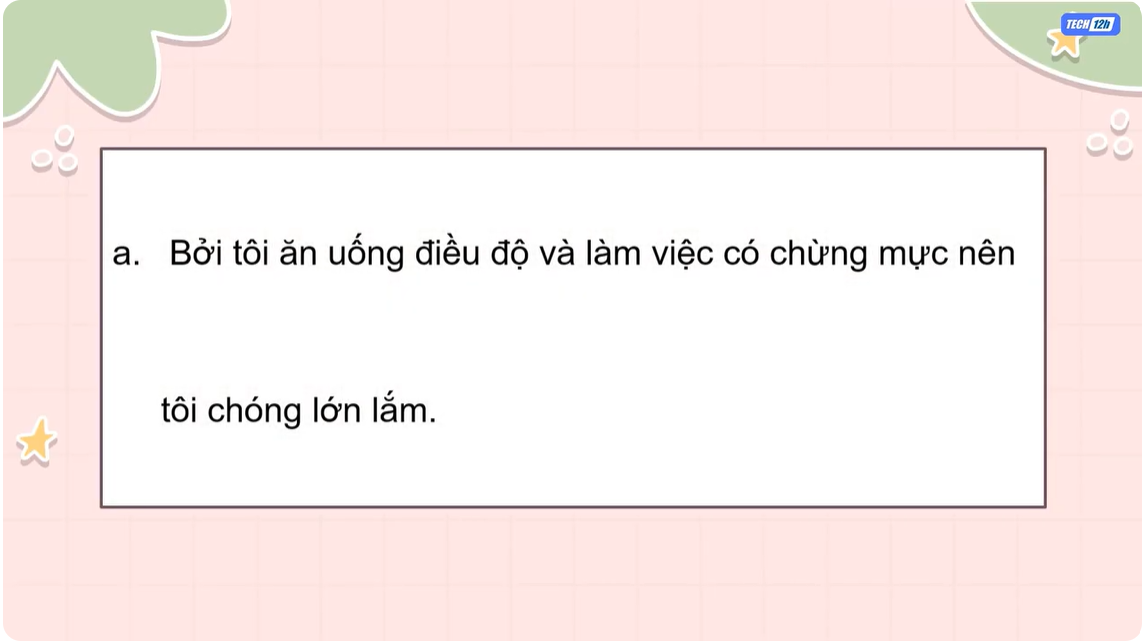 TECH 12h
a. Bởi tôi ăn uống điều độ và làm việc có chừng mực nên
tôi chóng lớn lắm.